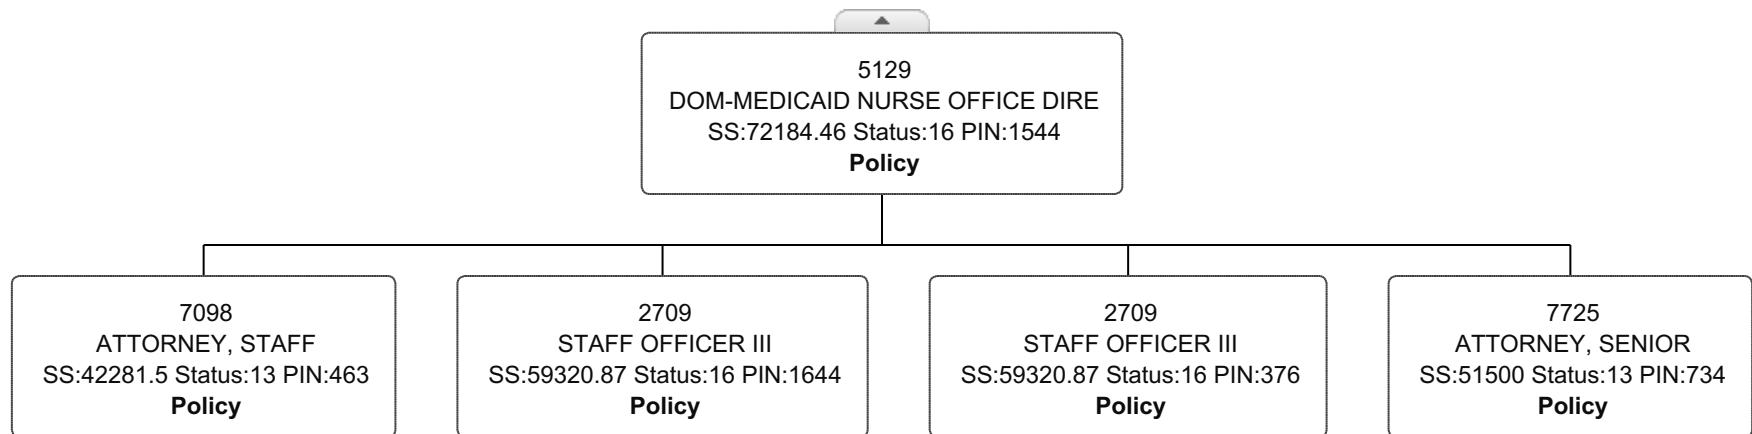 5129
DOM-MEDICAID NURSE OFFICE DIRE
SS:72184.46 Status:16 PIN:1544
Policy
7098
ATTORNEY, STAFF
SS:42281.5 Status:13 PIN:463
Policy
2709
STAFF OFFICER III
SS:59320.87 Status:16 PIN:1644
Policy
2709
STAFF OFFICER III
SS:59320.87 Status:16 PIN:376
Policy
7725
ATTORNEY, SENIOR
SS:51500 Status:13 PIN:734
Policy